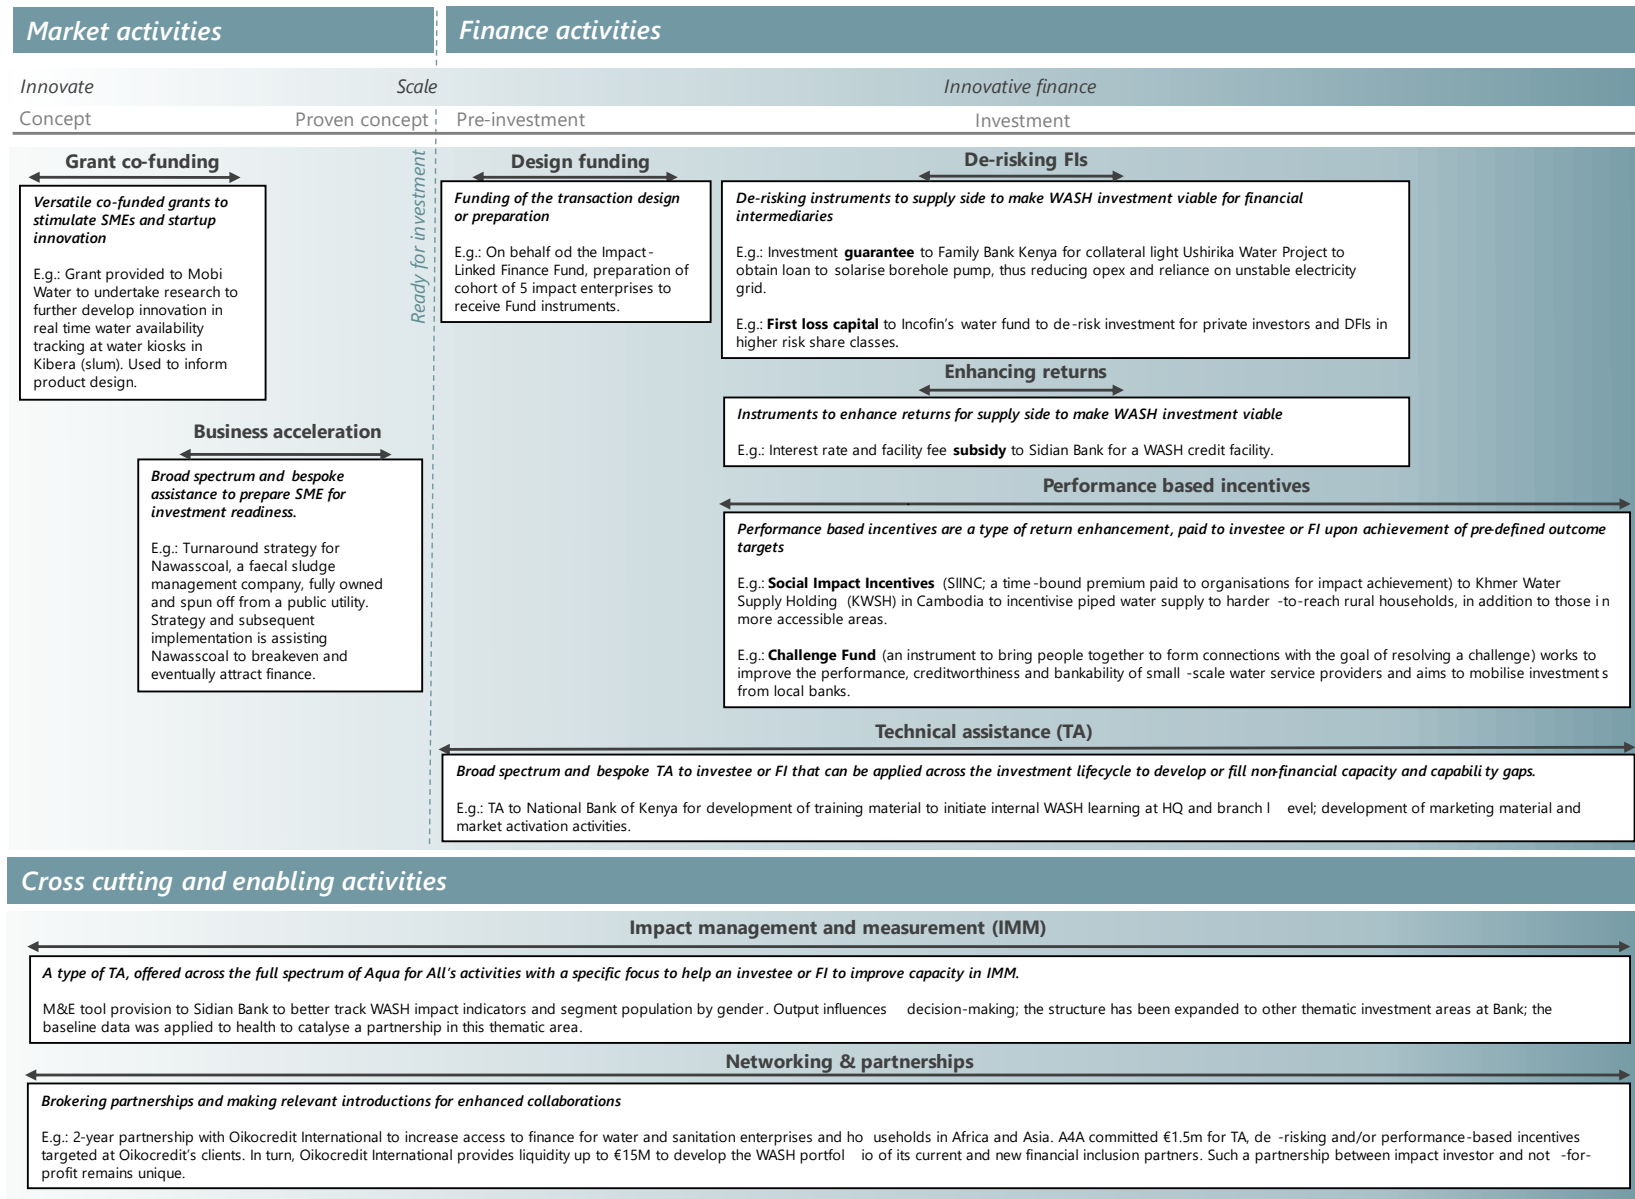 Market activities
Finance activities
Innovate
Scale
Innovative finance
Concept
Proven concept
Pre-investment
Investment
Ready for investment
Grant co-funding
Versatile co-funded grants to
stimulate SMEs and startup
innovation
E.g.: Grant provided to Mobi
Water to undertake research to
further develop innovation in
real time water availability
tracking at water kiosks in
Kibera (slum). Used to inform
product design.
Business acceleration
Broad spectrum and bespoke
assistance to prepare SME for
investment readiness.
E.g.: Turnaround strategy for
Nawasscoal, a faecal sludge
management company, fully owned
and spun off from a public utility.
Strategy and subsequent
implementation is assisting
Nawasscoal to breakeven and
eventually attract finance.
Design funding
Funding of the transaction design
or preparation
E.g.: On behalf od the Impact-
Linked Finance Fund, preparation of
cohort of 5 impact enterprises to
receive Fund instruments.
De-risking FIs
De-risking instruments to supply side to make WASH investment viable for financial
intermediaries
E.g.: Investment guarantee to Family Bank Kenya for collateral light Ushirika Water Project to
obtain loan to solarise borehole pump, thus reducing opex and reliance on unstable electricity
grid.
E.g.: First loss capital to Incofin's water fund to de-risk investment for private investors and DFIs in
higher risk share classes.
Enhancing returns
Instruments to enhance returns for supply side to make WASH investment viable
E.g.: Interest rate and facility fee subsidy to Sidian Bank for a WASH credit facility.
Performance based incentives
Performance based incentives are a type of return enhancement, paid to investee or FI upon achievement of pre-defined outcome
targets
E.g.: Social Impact Incentives (SIINC; a time-bound premium paid to organisations for impact achievement) to Khmer Water
Supply Holding (KWSH) in Cambodia to incentivise piped water supply to harder -to-reach rural households, in addition to those in
more accessible areas.
E.g.: Challenge Fund (an instrument to bring people together to form connections with the goal of resolving a challenge) works to
improve the performance, creditworthiness and bankability of small -scale water service providers and aims to mobilise investments
from local banks.
Technical assistance (TA)
Broad spectrum and bespoke TA to investee or FI that can be applied across the investment lifecycle to develop or fill non-financial capacity and capability gaps.
E.g.: TA to National Bank of Kenya for development of training material to initiate internal WASH learning at HQ and branch l evel; development of marketing material and
market activation activities.
Cross cutting and enabling activities
Impact management and measurement (IMM)
A type of TA, offered across the full spectrum of Aqua for All's activities with a specific focus to help an investee or FI to improve capacity in IMM.
M&E tool provision to Sidian Bank to better track WASH impact indicators and segment population by gender. Output influences decision-making; the structure has been expanded to other thematic investment areas at Bank; the
baseline data was applied to health to catalyse a partnership in this thematic area.
Networking & partnerships
Brokering partnerships and making relevant introductions for enhanced collaborations
E.g.: 2-year partnership with Oikocredit International to increase access to finance for water and sanitation enterprises and ho useholds in Africa and Asia. A4A committed €1.5m for TA, de -risking and/or performance-based incentives
targeted at Oikocredit's clients. In turn, Oikocredit International provides liquidity up to €15M to develop the WASH portfol io of its current and new financial inclusion partners. Such a partnership between impact investor and not -for-
profit remains unique.